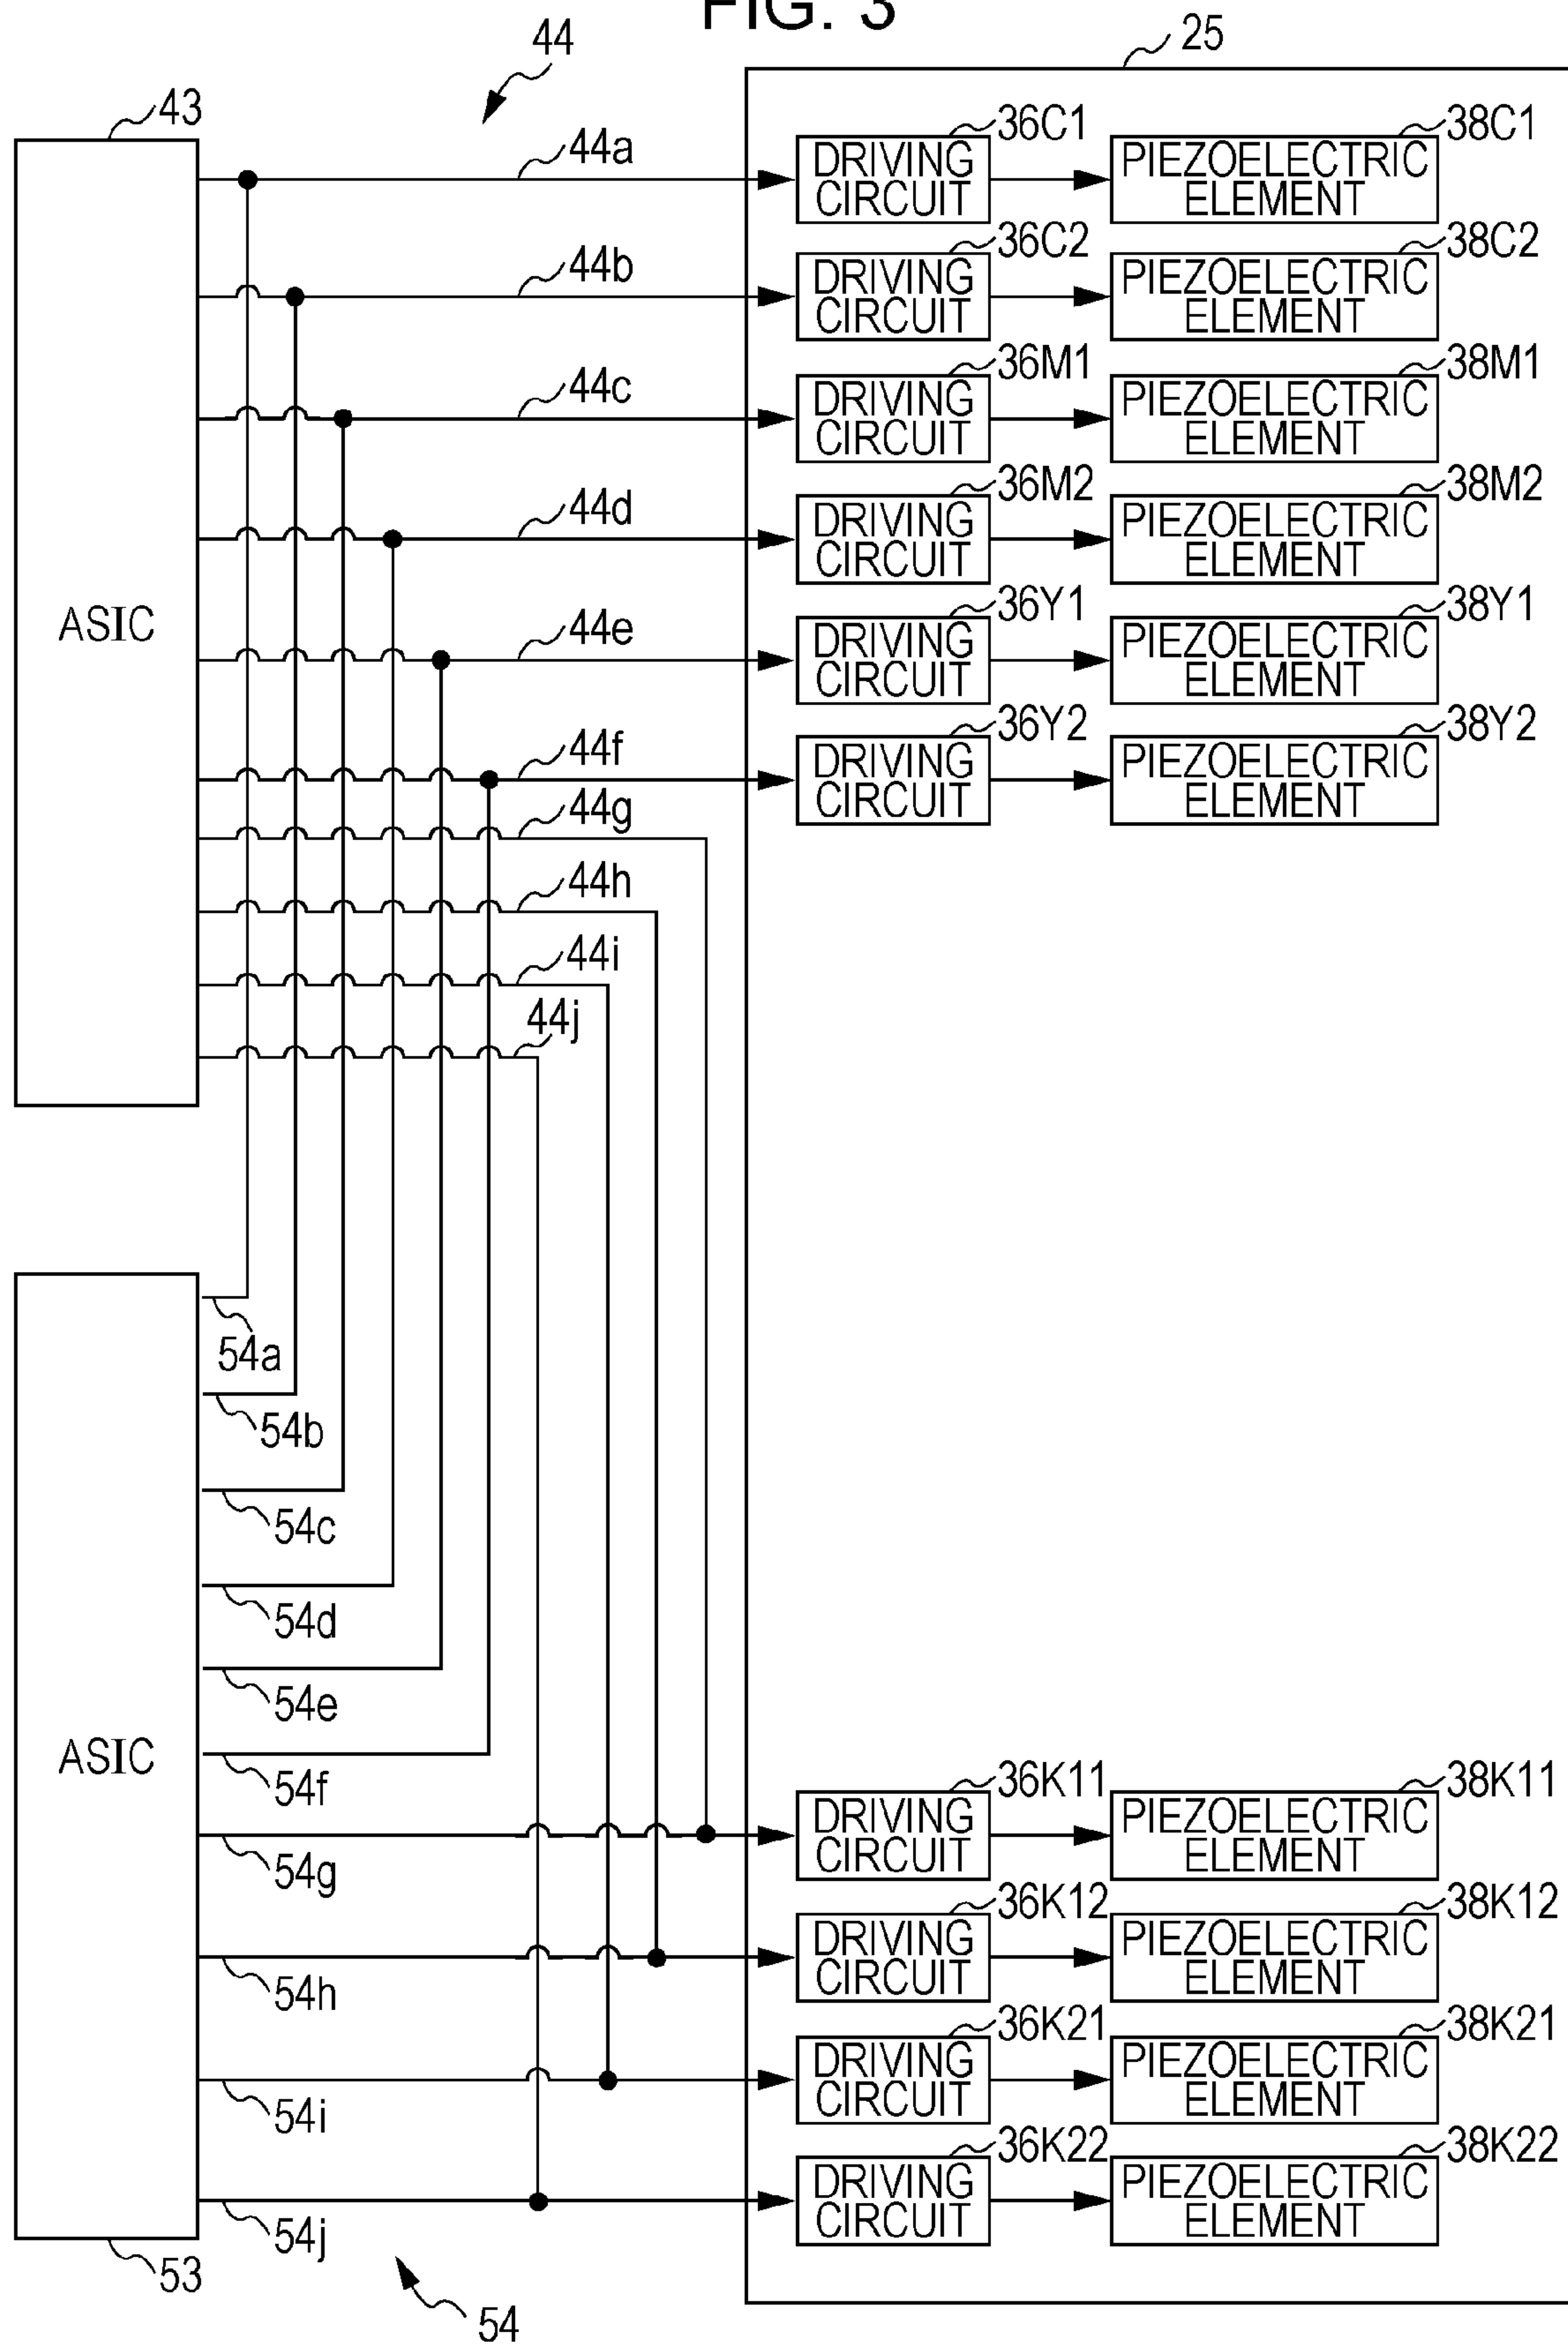 FIG. 3
44
25
43
44a
36C1
38C1
DRIVING
CIRCUIT
PIEZOELECTRIC
ELEMENT
44b
36C2
38C2
DRIVING
CIRCUIT
PIEZOELECTRIC
ELEMENT
44c
36M1
38M1
DRIVING
CIRCUIT
PIEZOELECTRIC
ELEMENT
44d
36M2
38M2
DRIVING
CIRCUIT
PIEZOELECTRIC
ELEMENT
ASIC
44e
36Y1
38Y1
DRIVING
CIRCUIT
PIEZOELECTRIC
ELEMENT
44f
36Y2
38Y2
DRIVING
CIRCUIT
PIEZOELECTRIC
ELEMENT
44g
44h
44i
44j
54a
54b
54c
54d
54e
ASIC
54f
36K11
38K11
DRIVING
CIRCUIT
PIEZOELECTRIC
ELEMENT
54g
36K12
38K12
DRIVING
CIRCUIT
PIEZOELECTRIC
ELEMENT
54h
36K21
38K21
DRIVING
CIRCUIT
PIEZOELECTRIC
ELEMENT
54i
36K22
38K22
DRIVING
CIRCUIT
PIEZOELECTRIC
ELEMENT
54j
53
54